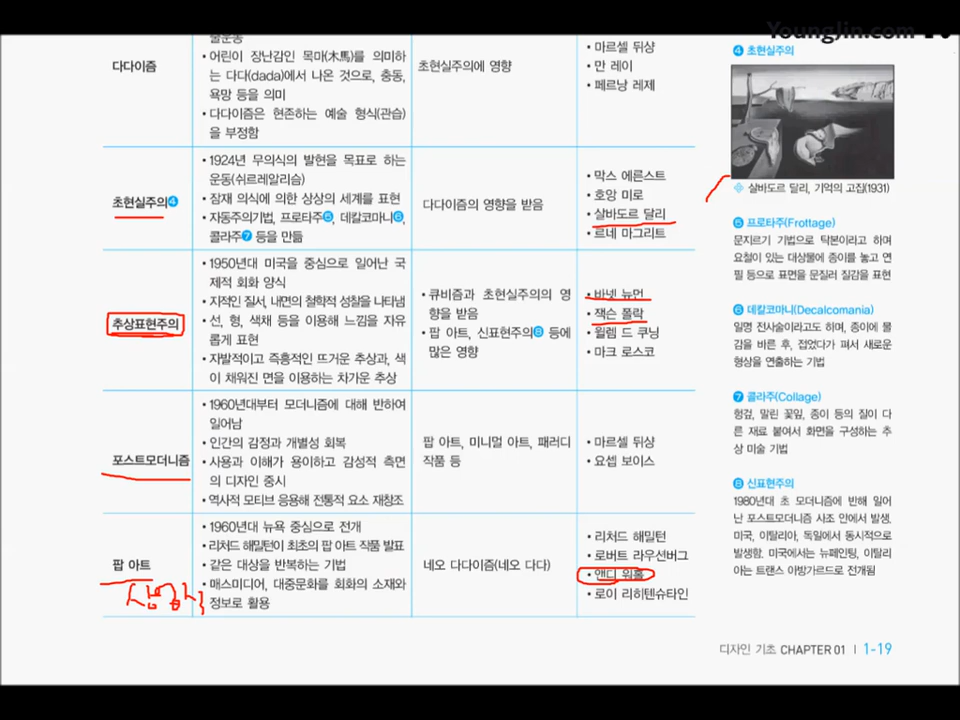 Younglin.com
다다이즘
• 어린이 장난감인 목마(木馬)를 의미하
는 다다(dada)에서 나온 것으로, 충동,
욕망 등을 의미
• 다다이즘은 현존하는 예술 형식(관습)
을 부정함
초현실주의에 영향
• 마르셀 뒤샹
• 만 레이
• 페르낭 레제
초현실주의④
• 1924년 무의식의 발현을 목표로 하는
운동(쉬르레알리슴)
• 잠재 의식에 의한 상상의 세계를 표현
• 자동주의기법, 프로타주⑤, 데칼코마니⑥,
콜라주⑦ 등을 만듦
다다이즘의 영향을 받음
• 막스 에른스트
• 호앙 미로
• 살바도르 달리
• 르네 마그리트
추상표현주의
• 1950년대 미국을 중심으로 일어난 국
제적 회화 양식
• 지적인 질서, 내면의 철학적 성찰을 나타냄
• 선, 형, 색채 등을 이용해 느낌을 자유
롭게 표현
• 자발적이고 즉흥적인 뜨거운 추상과, 색
이 채워진 면을 이용하는 차가운 추상
• 큐비즘과 초현실주의의 영
향을 받음
• 팝 아트, 신표현주의⑧ 등에
많은 영향
• 바넷 뉴먼
• 잭슨 폴락
• 윌렘 드 쿠닝
• 마크 로스코
포스트모더니즘
• 1960년대부터 모더니즘에 대해 반하여
일어남
• 인간의 감정과 개별성 회복
• 사용과 이해가 용이하고 감성적 측면
의 디자인 중시
• 역사적 모티브 응용해 전통적 요소 재창조
팝 아트, 미니멀 아트, 패러디
작품 등
• 마르셀 뒤샹
• 요셉 보이스
팝 아트
• 1960년대 뉴욕 중심으로 전개
• 리처드 해밀턴이 최초의 팝 아트 작품 발표
• 같은 대상을 반복하는 기법
• 매스미디어, 대중문화를 회화의 소재와
정보로 활용
네오 다다이즘(네오 다다)
• 리처드 해밀턴
• 로버트 라우션버그
• 앤디 워홀
• 로이 리히텐슈타인
④ 초현실주의
살바도르 달리, 기억의 고집(1931)
⑤ 프로타주(Frottage)
문지르기 기법으로 탁본이라고 하며
요철이 있는 대상물에 종이를 놓고 연
필 등으로 표면을 문질러 질감을 표현
⑥ 데칼코마니(Decalcomania)
일명 전사술이라고도 하며, 종이에 물
감을 바른 후, 접었다가 펴서 새로운
형상을 연출하는 기법
⑦ 콜라주(Collage)
헝겊, 말린 꽃잎, 종이 등의 질이 다
른 재료 붙여서 화면을 구성하는 추
상 미술 기법
⑧ 신표현주의
1980년대 초 모더니즘에 반해 일어
난 포스트모더니즘 사조 안에서 발생.
미국, 이탈리아, 독일에서 동시적으로
발생함. 미국에서는 뉴페인팅, 이탈리
아는 트랜스 아방가르드로 전개됨
디자인 기초 CHAPTER 01 | 1-19